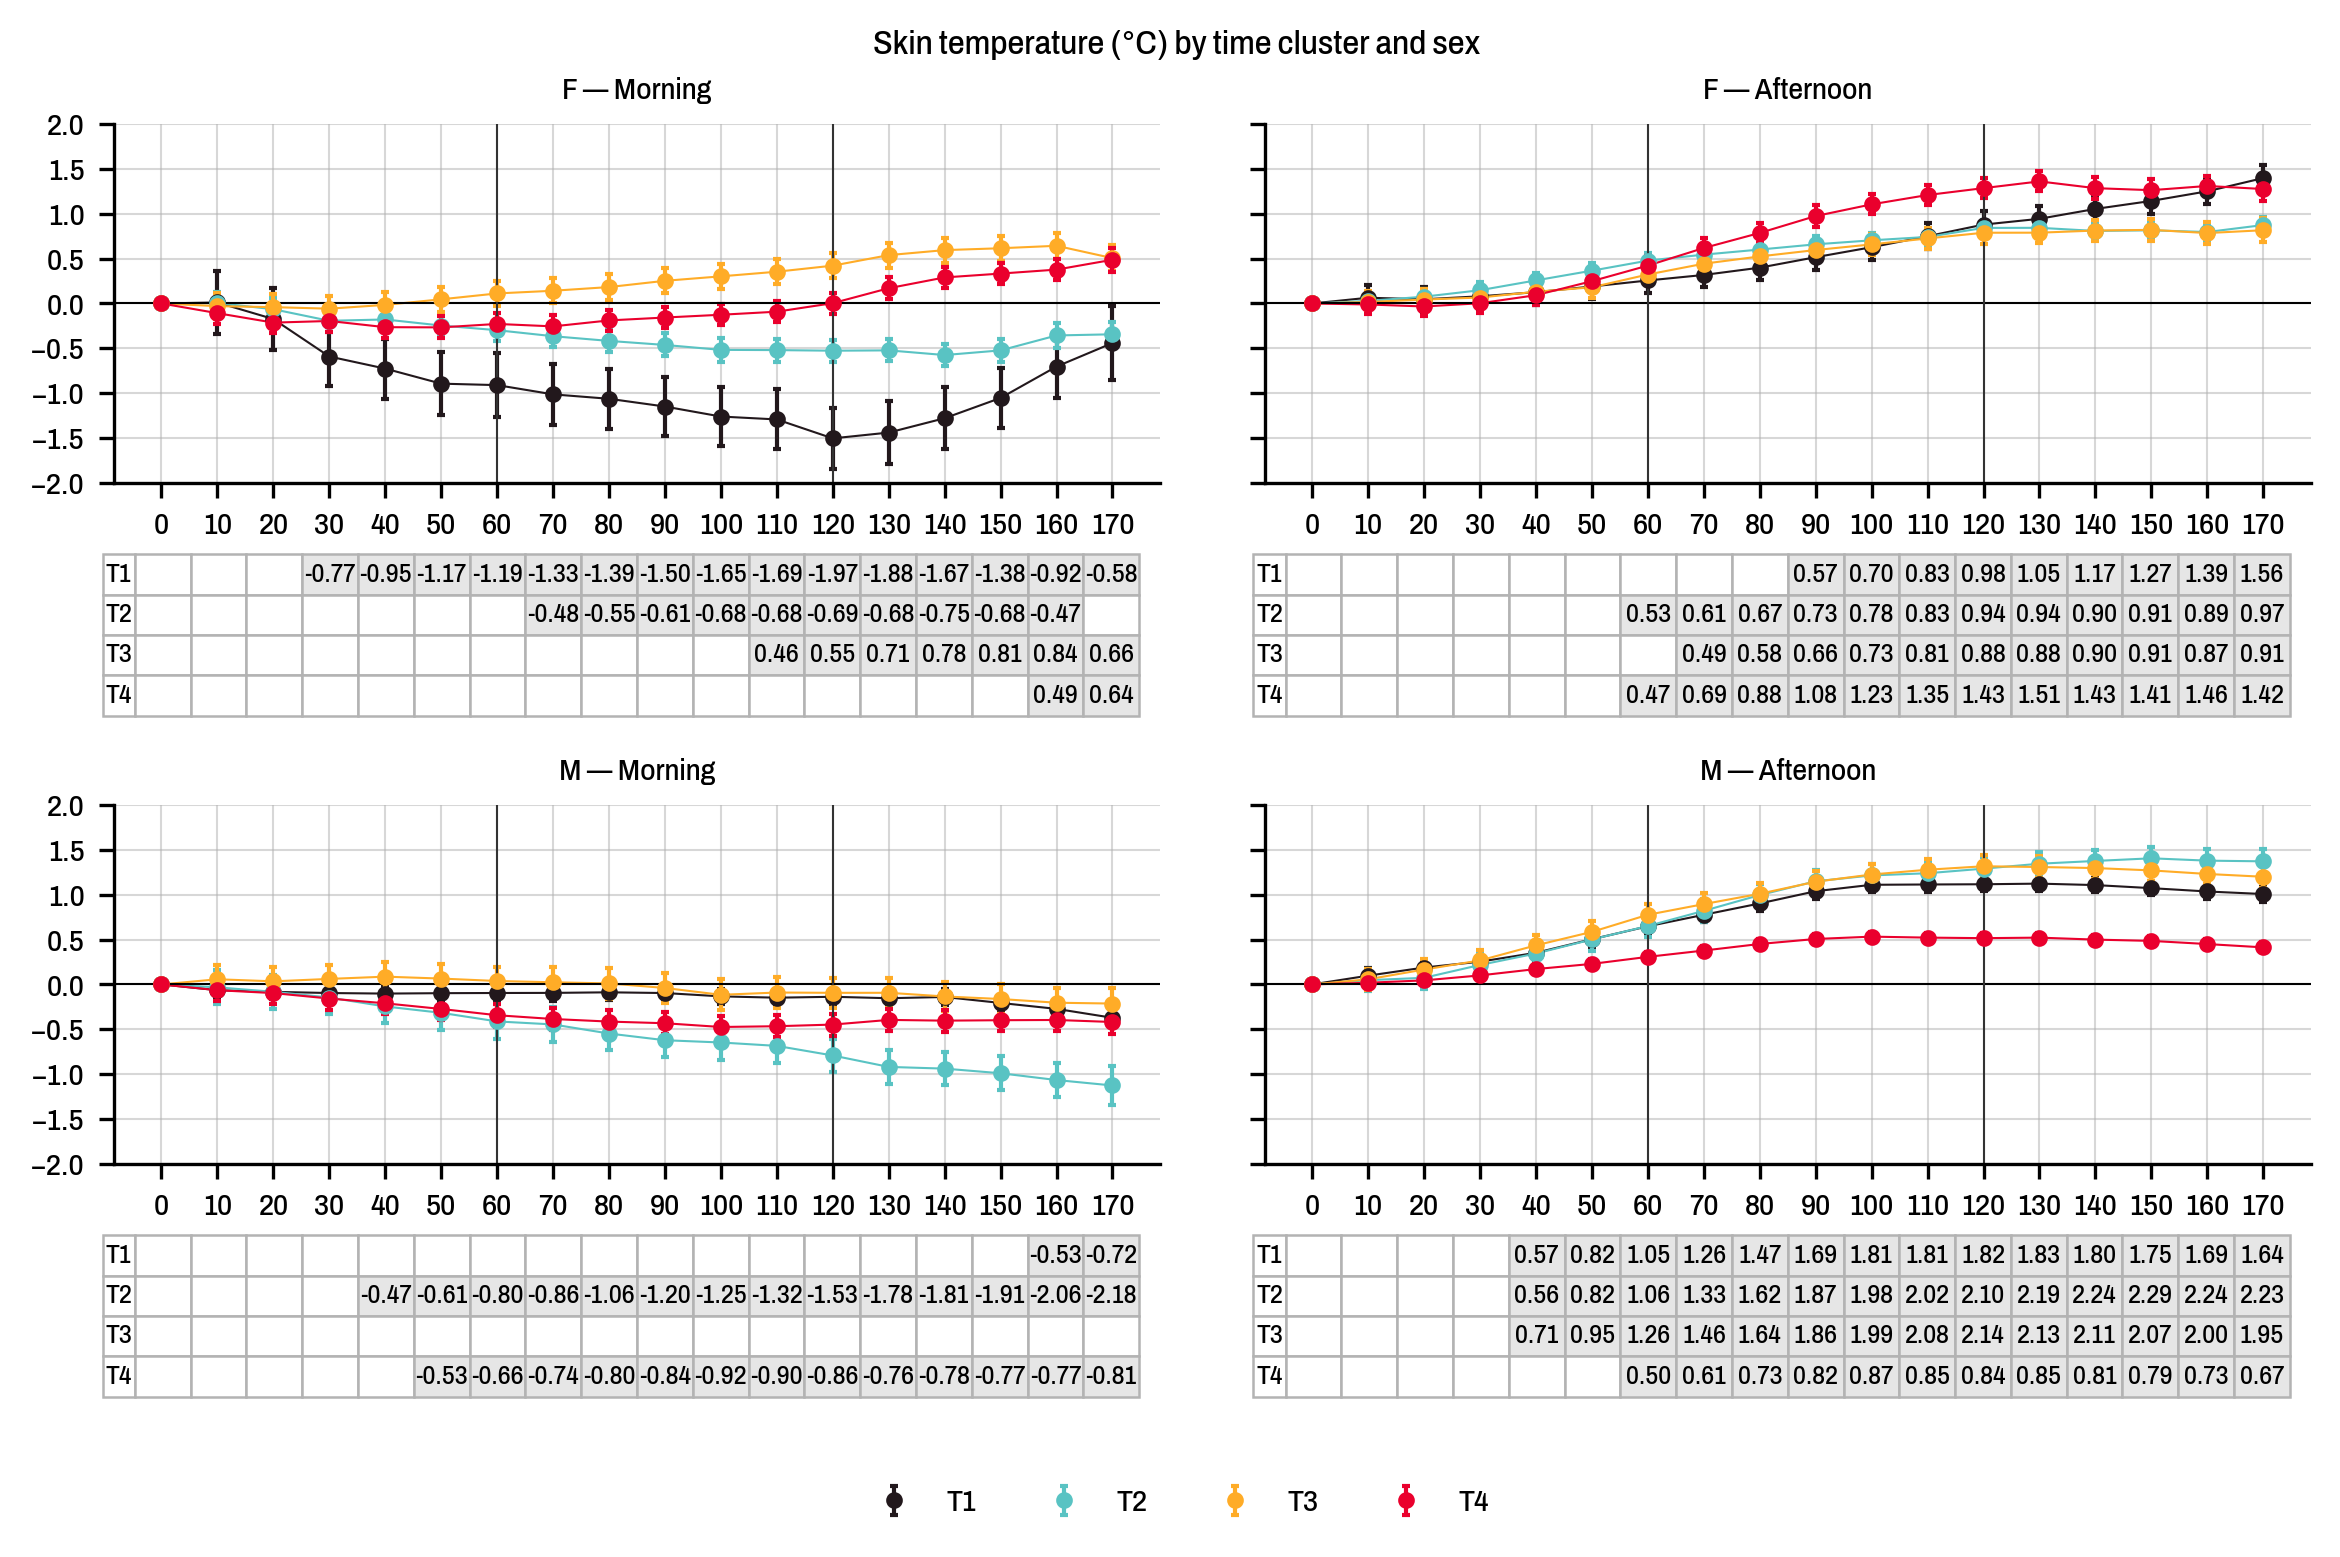 Skin temperature (°C) by time cluster and sex
F — Morning
2.0
1.5
1.0
0.5
0.0
−0.5
−1.0
−1.5
−2.0
0 10 20 30 40 50 60 70 80 90 100 110 120 130 140 150 160 170
T1 -0.77 -0.95 -1.17 -1.19 -1.33 -1.39 -1.50 -1.65 -1.69 -1.97 -1.88 -1.67 -1.38 -0.92 -0.58
T2 -0.48 -0.55 -0.61 -0.68 -0.68 -0.69 -0.68 -0.75 -0.68 -0.47
T3 0.46 0.55 0.71 0.78 0.81 0.84 0.66
T4 0.49 0.64
F — Afternoon
0 10 20 30 40 50 60 70 80 90 100 110 120 130 140 150 160 170
T1 0.57 0.70 0.83 0.98 1.05 1.17 1.27 1.39 1.56
T2 0.53 0.61 0.67 0.73 0.78 0.83 0.94 0.94 0.90 0.91 0.89 0.97
T3 0.49 0.58 0.66 0.73 0.81 0.88 0.88 0.90 0.91 0.87 0.91
T4 0.47 0.69 0.88 1.08 1.23 1.35 1.43 1.51 1.43 1.41 1.46 1.42
M — Morning
2.0
1.5
1.0
0.5
0.0
−0.5
−1.0
−1.5
−2.0
0 10 20 30 40 50 60 70 80 90 100 110 120 130 140 150 160 170
T1 -0.53 -0.72
T2 -0.47 -0.61 -0.80 -0.86 -1.06 -1.20 -1.25 -1.32 -1.53 -1.78 -1.81 -1.91 -2.06 -2.18
T3
T4 -0.53 -0.66 -0.74 -0.80 -0.84 -0.92 -0.90 -0.86 -0.76 -0.78 -0.77 -0.77 -0.81
M — Afternoon
0 10 20 30 40 50 60 70 80 90 100 110 120 130 140 150 160 170
T1 0.57 0.82 1.05 1.26 1.47 1.69 1.81 1.81 1.82 1.83 1.80 1.75 1.69 1.64
T2 0.56 0.82 1.06 1.33 1.62 1.87 1.98 2.02 2.10 2.19 2.24 2.29 2.24 2.23
T3 0.71 0.95 1.26 1.46 1.64 1.86 1.99 2.08 2.14 2.13 2.11 2.07 2.00 1.95
T4 0.50 0.61 0.73 0.82 0.87 0.85 0.84 0.85 0.81 0.79 0.73 0.67
T1 T2 T3 T4